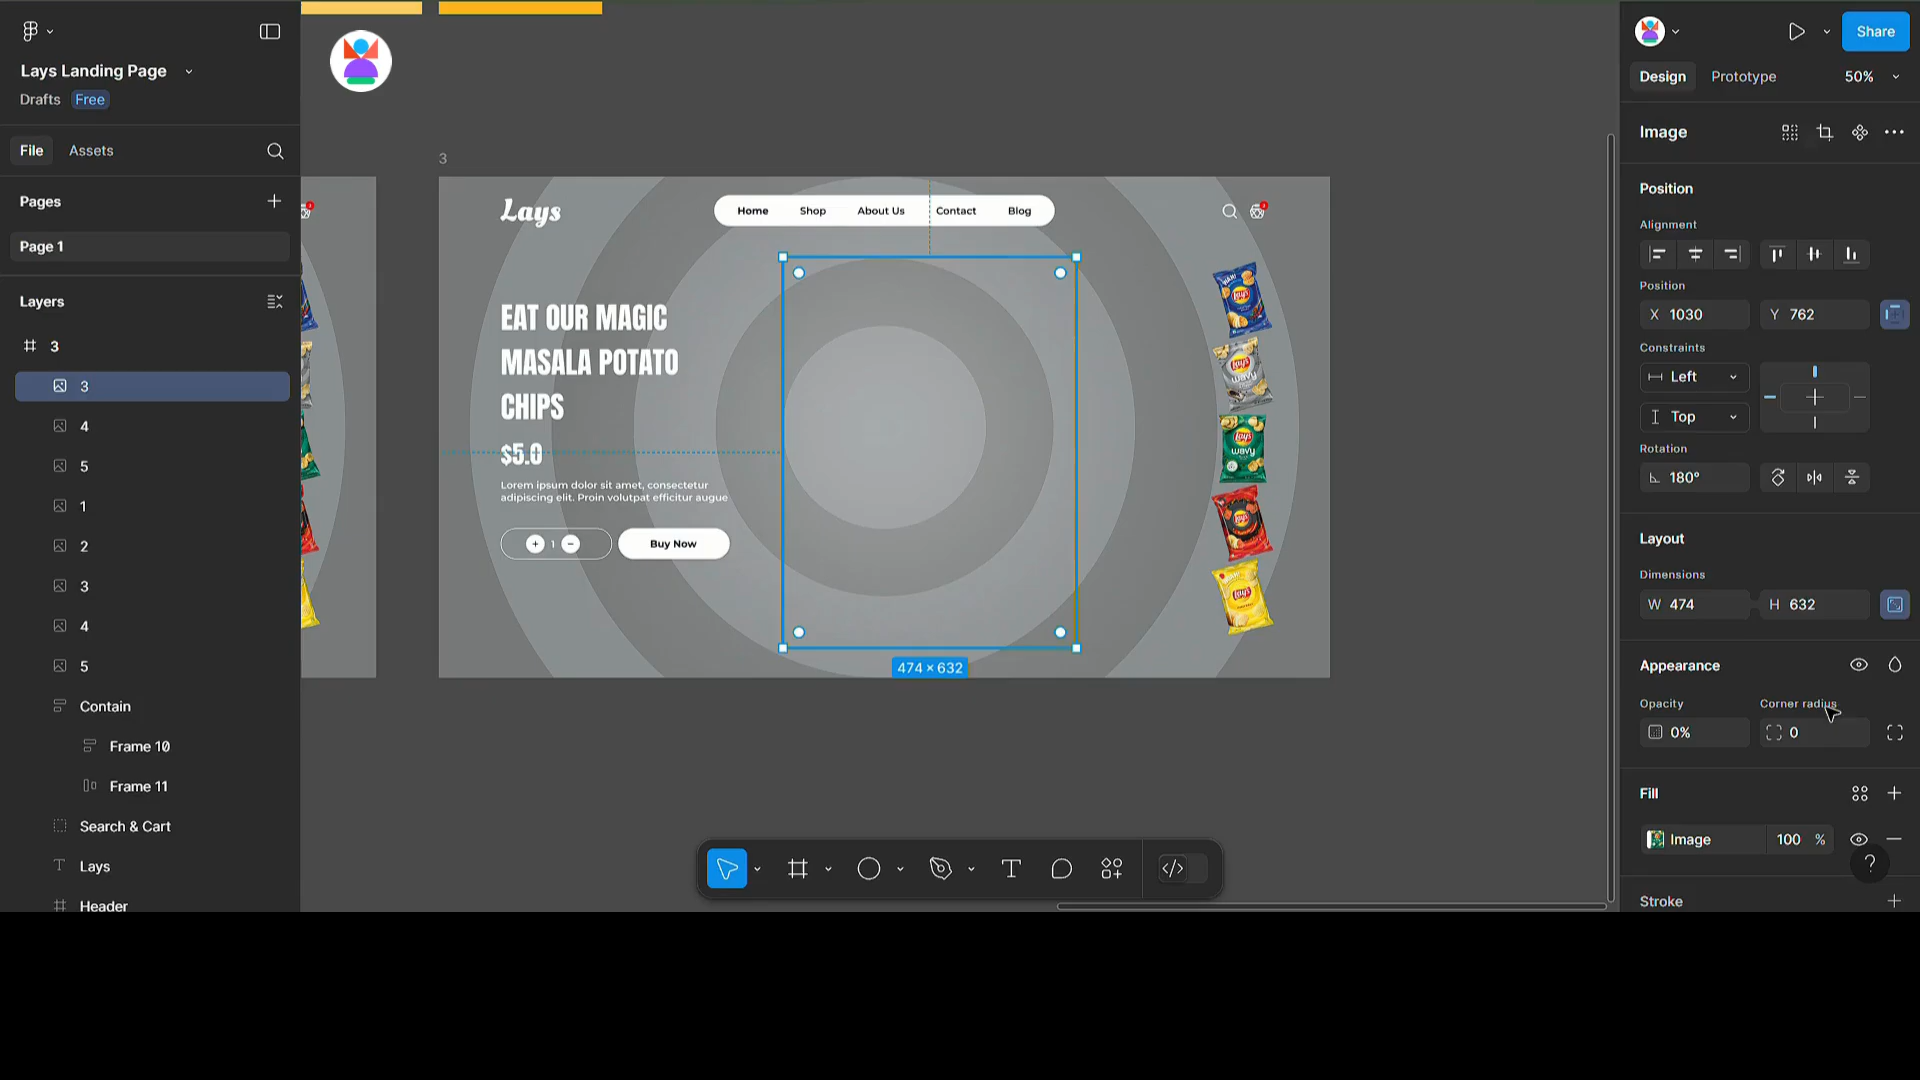 Lays Landing Page
Drafts Free
File Assets
Pages
Page 1
Layers
3
3
4
5
1
2
3
4
5
Contain
Frame 10
Frame 11
Search & Cart
Lays
Header
3
Lays
Home Shop About Us Contact Blog
EAT OUR MAGIC
MASALA POTATO
CHIPS
$5.0
Lorem ipsum dolor sit amet, consectetur
adipiscing elit. Proin volutpat efficitur augue
+ 1 −
Buy Now
474 × 632
Share
Design Prototype 50%
Image
Position
Alignment
Position
X 1030 Y 762
Constraints
Left
Top
Rotation
180°
Layout
Dimensions
W 474 H 632
Appearance
Opacity Corner radius
0% 0
Fill
Image 100 %
?
Stroke